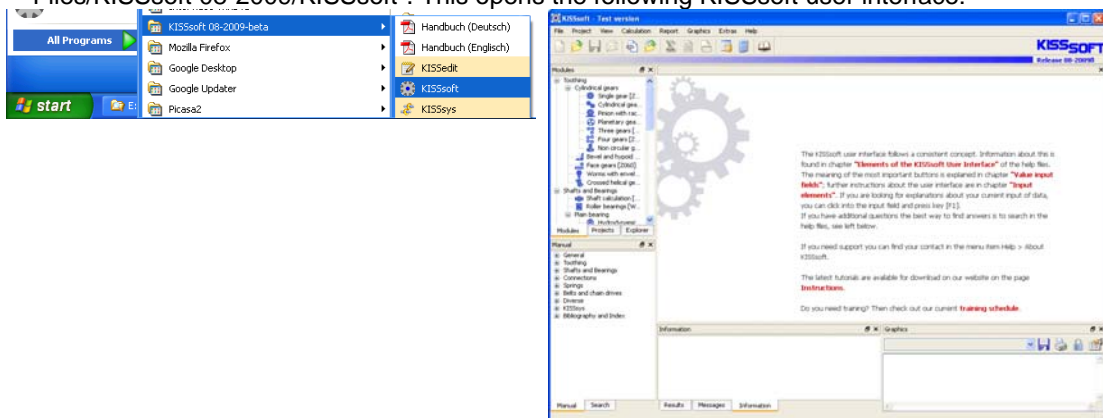 Files/KISSsoft 08-2009/KISSsoft". This opens the following KISSsoft user interface:
All Programs
start
KISSsoft 08-2009-beta
Mozilla Firefox
Google Desktop
Google Updater
Picasa2
Handbuch (Deutsch)
Handbuch (Englisch)
KISSedit
KISSsoft
KISSsys
KISSsoft - Test version
File Project View Calculation Report Graphics Extras Help
KISSsoft
Modules
Toothing
Cylindrical gears
Single gear [Z...
Cylindrical gea...
Pinion with rac...
Planetary gea...
Three gears [...
Four gears [Z...
Non circular g...
Bevel and hypoid ...
Face gears [Z060]
Worms with envel...
Crossed helical ge...
Shafts and Bearings
Shaft calculation [...
Roller bearings [W...
Plain bearing
Modules Projects Explorer
Manual
General
Toothing
Shafts and Bearings
Connections
Springs
Belts and chain drives
Diverse
KISSsys
Bibliography and Index
Manual Search
The KISSsoft user interface follows a consistent concept. Information about this is
found in chapter "Elements of the KISSsoft User Interface" of the help files.
The meaning of the most important buttons is explained in chapter "Value input
fields"; further instructions about the user interface are in chapter "Input
elements". If you are looking for explanations about your current input of data,
you can click into the input field and press key [F1].
If you have additional questions the best way to find answers is to search in the
help files, see left below.
If you need support you can find your contact in the menu item Help > About
KISSsoft.
The latest tutorials are available for download on our website on the page
Instructions.
Do you need training? Then check out our current training schedule.
Information
Graphics
Results Messages Information